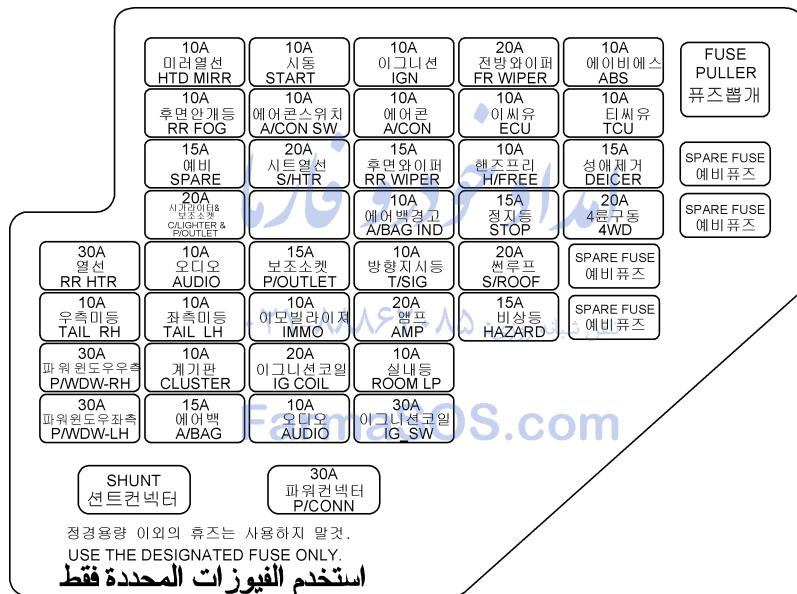 10A
미러열선
HTD MIRR
10A
시동
START
10A
이그니션
IGN
20A
전방와이퍼
FR WIPER
10A
에이비에스
ABS
FUSE
PULLER
퓨즈뽑개
10A
후면안개등
RR FOG
10A
에어콘스위치
A/CON SW
10A
에어콘
A/CON
10A
이씨유
ECU
10A
티씨유
TCU
15A
예비
SPARE
20A
시트열선
S/HTR
15A
후면와이퍼
RR WIPER
10A
핸즈프리
H/FREE
15A
성애제거
DEICER
SPARE FUSE
예비퓨즈
20A
시가라이터&
보조소켓
C/LIGHTER &
P/OUTLET
10A
에어백경고
A/BAG IND
15A
정지등
STOP
20A
4륜구동
4WD
SPARE FUSE
예비퓨즈
امداد خودرو فارما
30A
열선
RR HTR
10A
오디오
AUDIO
15A
보조소켓
P/OUTLET
10A
방향지시등
T/SIG
20A
썬루프
S/ROOF
SPARE FUSE
예비퓨즈
10A
우측미등
TAIL RH
10A
좌측미등
TAIL LH
10A
이모빌라이져
IMMO
20A
앰프
AMP
15A
비상등
HAZARD
SPARE FUSE
예비퓨즈
30A
파워윈도우우측
P/WDW-RH
10A
계기판
CLUSTER
20A
이그니션코일
IG COIL
10A
실내등
ROOM LP
30A
파워윈도우좌측
P/WDW-LH
15A
에어백
A/BAG
10A
오디오
AUDIO
30A
이그니션코일
IG_SW
FarmaSOS.com
SHUNT
션트컨넥터
30A
파워컨넥터
P/CONN
정경용량 이외의 휴즈는 사용하지 말것.
USE THE DESIGNATED FUSE ONLY.
استخدم الفيوزات المحددة فقط